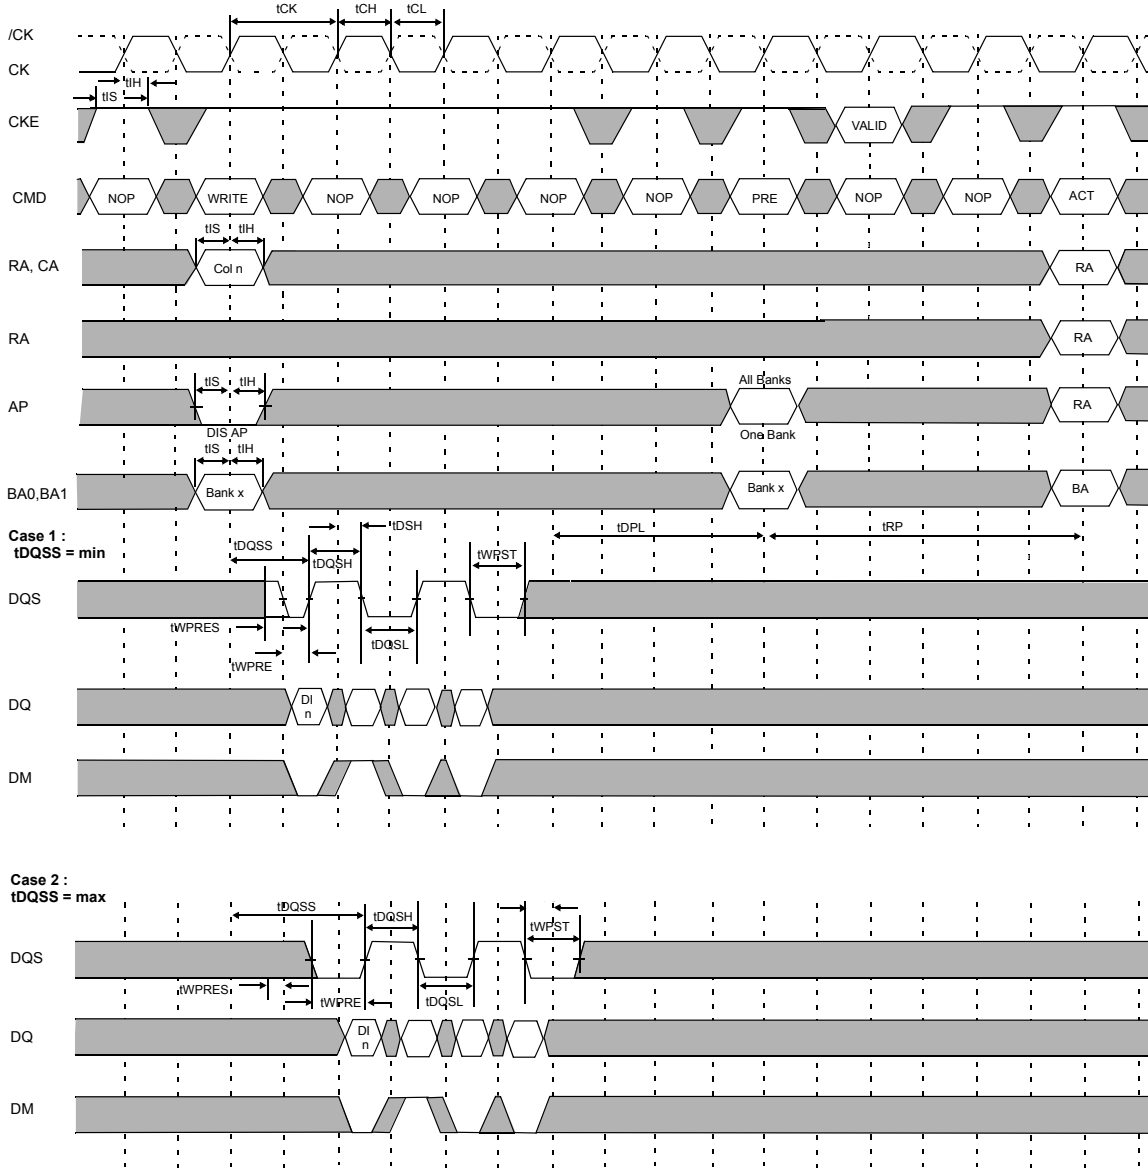 tCK tCH tCL
/CK
CK
tIH
tIS
CKE VALID
CMD NOP WRITE NOP NOP NOP NOP PRE NOP NOP ACT
tIS tIH
RA, CA Col n RA
RA RA
tIS tIH All Banks
AP RA
DIS AP One Bank
tIS tIH
BA0,BA1 Bank x Bank x BA
Case 1 :
tDQSS = min
tDQSS tDSH tDPL tRP
tDQSH tWPST
DQS
tWPRES tDQSL
tWPRE
DQ DI
n
DM
Case 2 :
tDQSS = max
tDQSS tDQSH tWPST
DQS
tWPRES tWPRE tDQSL
DQ DI
n
DM